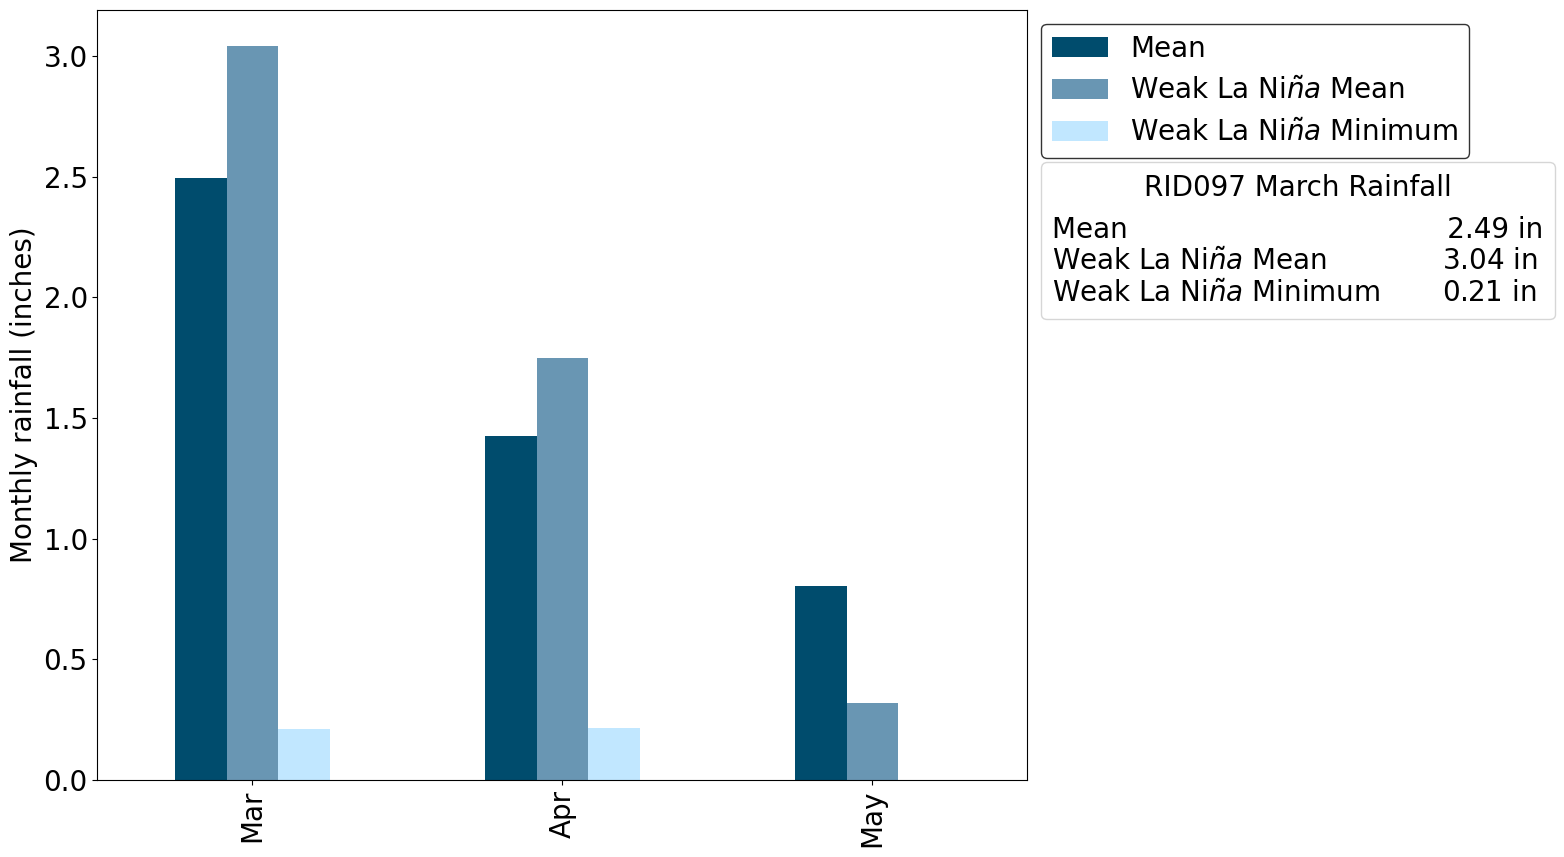 Mean
Weak La Niña Mean
Weak La Niña Minimum
RID097 March Rainfall
Mean 2.49 in
Weak La Niña Mean 3.04 in
Weak La Niña Minimum 0.21 in
Monthly rainfall (inches)
3.0
2.5
2.0
1.5
1.0
0.5
0.0
Mar
Apr
May